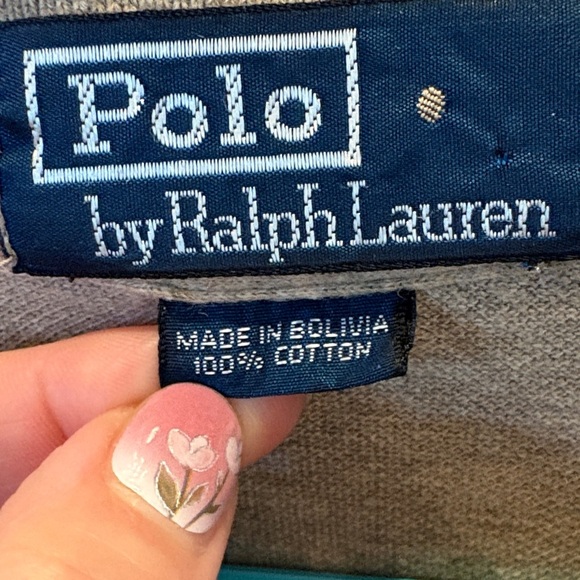 Polo
by Ralph Lauren
MADE IN BOLIVIA
100% COTTON